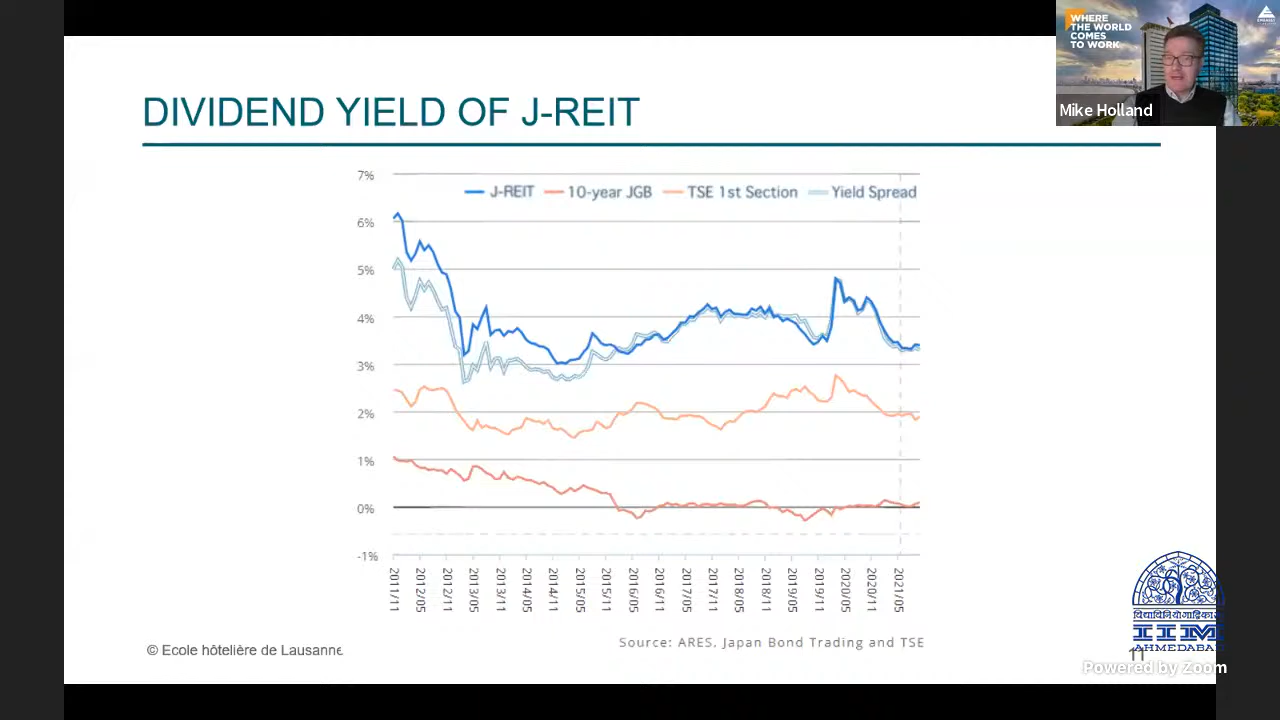 WHERE
THE WORLD
COMES
TO WORK
EMBASSY
Mike Holland
DIVIDEND YIELD OF J-REIT
J-REIT 10-year JGB TSE 1st Section Yield Spread
7%
6%
5%
4%
3%
2%
1%
0%
-1%
2011/11 2012/05 2012/11 2013/05 2013/11 2014/05 2014/11 2015/05 2015/11 2016/05 2016/11 2017/05 2017/11 2018/05 2018/11 2019/05 2019/11 2020/05 2020/11 2021/05
Source: ARES, Japan Bond Trading and TSE
© Ecole hôtelière de Lausanne
विद्याविनियोगाद्विकासः
IIM
AHMEDABAD
11
Powered by Zoom